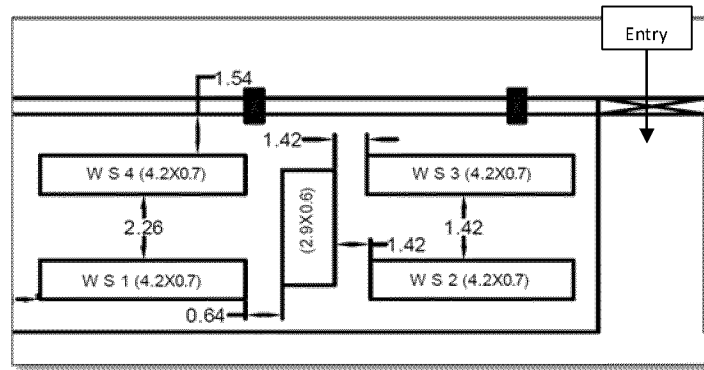 Entry
1.54
1.42
W S 4 (4.2X0.7)
W S 3 (4.2X0.7)
(2.9X0.6)
2.26
1.42
1.42
W S 1 (4.2X0.7)
W S 2 (4.2X0.7)
0.64